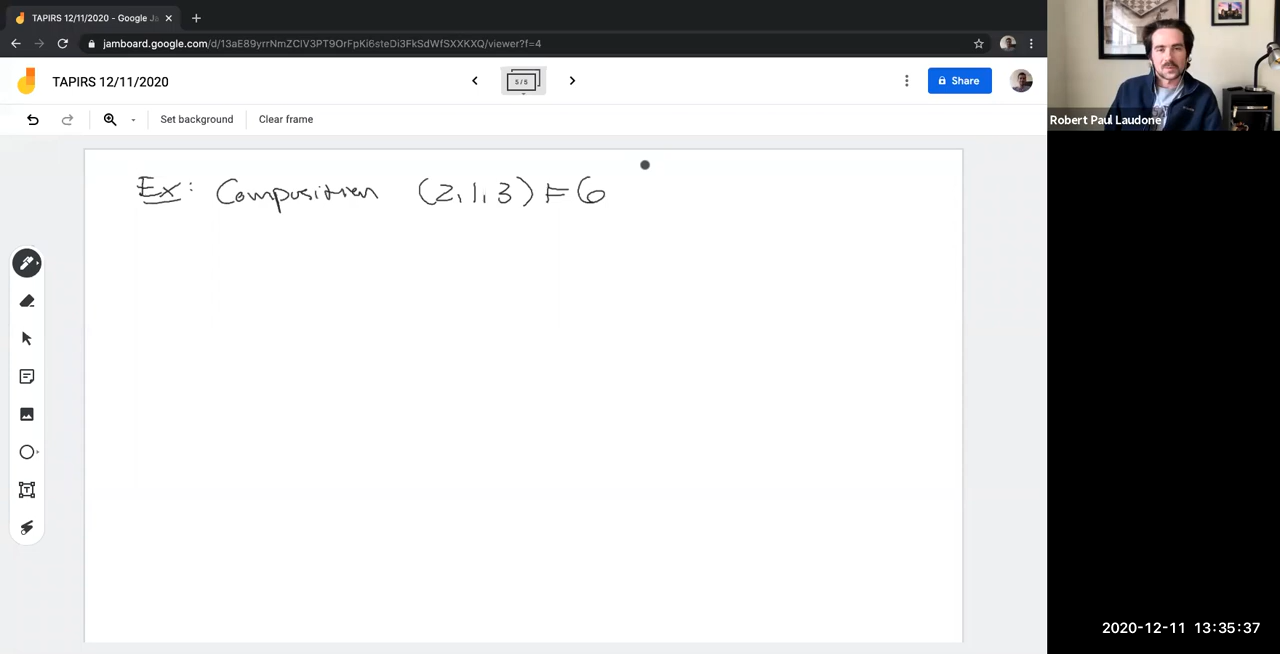 TAPIRS 12/11/2020 - Google Ja
jamboard.google.com/d/13aE89yrrNmZCIV3PT9OrFpKi6steDi3FkSdWfSXXKXQ/viewer?f=4
TAPIRS 12/11/2020
5/5
Share
Set background
Clear frame
Robert Paul Laudone
Ex: Composition (2,1,3) ⊨ 6
2020-12-11 13:35:37